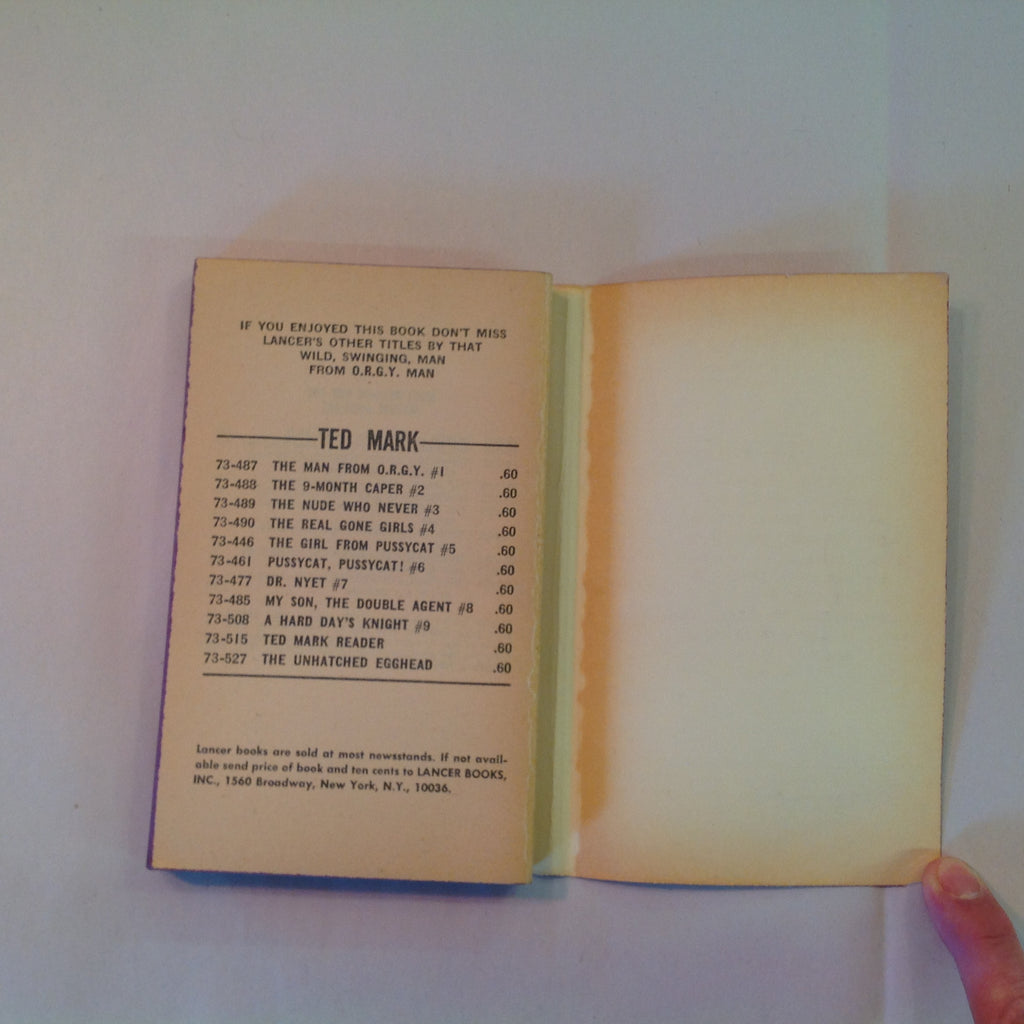 IF YOU ENJOYED THIS BOOK DON'T MISS
LANCER'S OTHER TITLES BY THAT
WILD, SWINGING, MAN
FROM O.R.G.Y. MAN
TED MARK
73-487 THE MAN FROM O.R.G.Y. #1 .60
73-488 THE 9-MONTH CAPER #2 .60
73-489 THE NUDE WHO NEVER #3 .60
73-490 THE REAL GONE GIRLS #4 .60
73-446 THE GIRL FROM PUSSYCAT #5 .60
73-461 PUSSYCAT, PUSSYCAT! #6 .60
73-477 DR. NYET #7 .60
73-485 MY SON, THE DOUBLE AGENT #8 .60
73-508 A HARD DAY'S KNIGHT #9 .60
73-515 TED MARK READER .60
73-527 THE UNHATCHED EGGHEAD .60
Lancer books are sold at most newsstands. If not avail-
able send price of book and ten cents to LANCER BOOKS,
INC., 1560 Broadway, New York, N.Y., 10036.